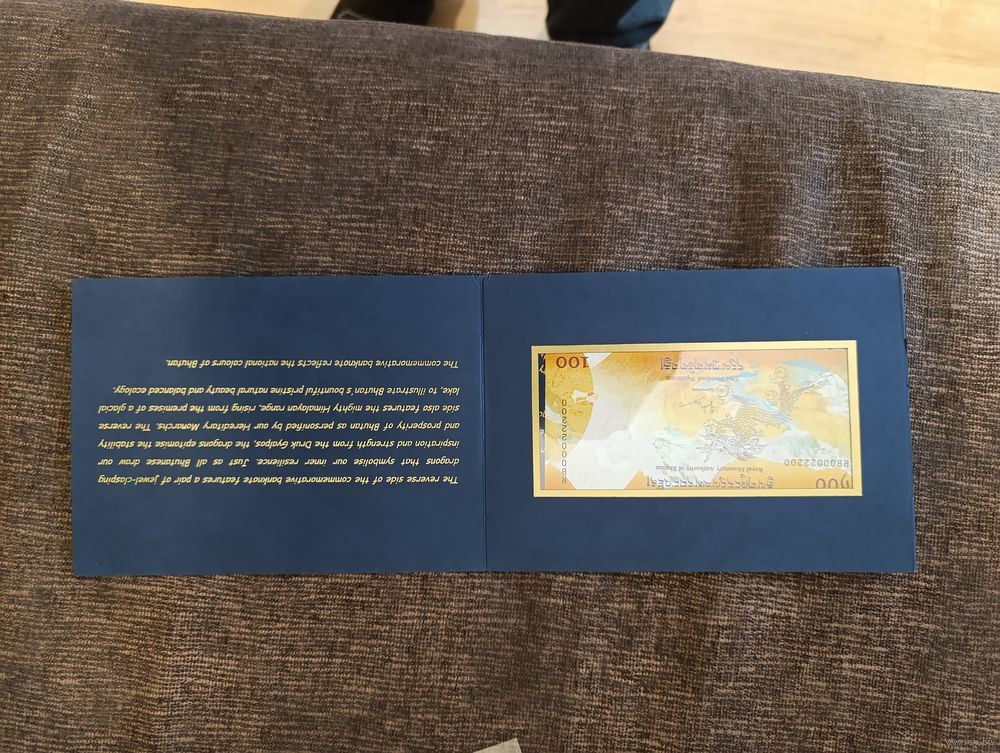 100
RB00022200
Royal Monetary Authority of Bhutan
RB00022200
One Hundred Ngultrum
100
The reverse side of the commemorative banknote features a pair of jewel-clasping
dragons that symbolise our inner resilience. Just as all Bhutanese draw our
inspiration and strength from the Druk Gyalpos, the dragons epitomise the stability
and prosperity of Bhutan as personified by our Hereditary Monarchs. The reverse
side also features the mighty Himalayan range, rising from the premises of a glacial
lake, to illustrate Bhutan's bountiful pristine natural beauty and balanced ecology.
The commemorative banknote reflects the national colours of Bhutan.